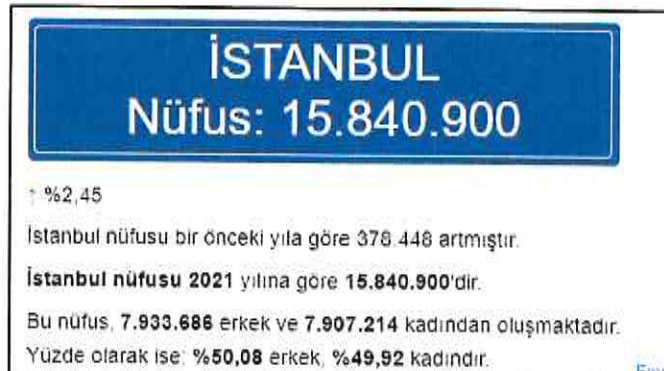 İSTANBUL
Nüfus: 15.840.900
↑ %2,45
İstanbul nüfusu bir önceki yıla göre 378.448 artmıştır.
İstanbul nüfusu 2021 yılına göre 15.840.900'dir.
Bu nüfus, 7.933.686 erkek ve 7.907.214 kadından oluşmaktadır.
Yüzde olarak ise: %50,08 erkek, %49,92 kadındır.